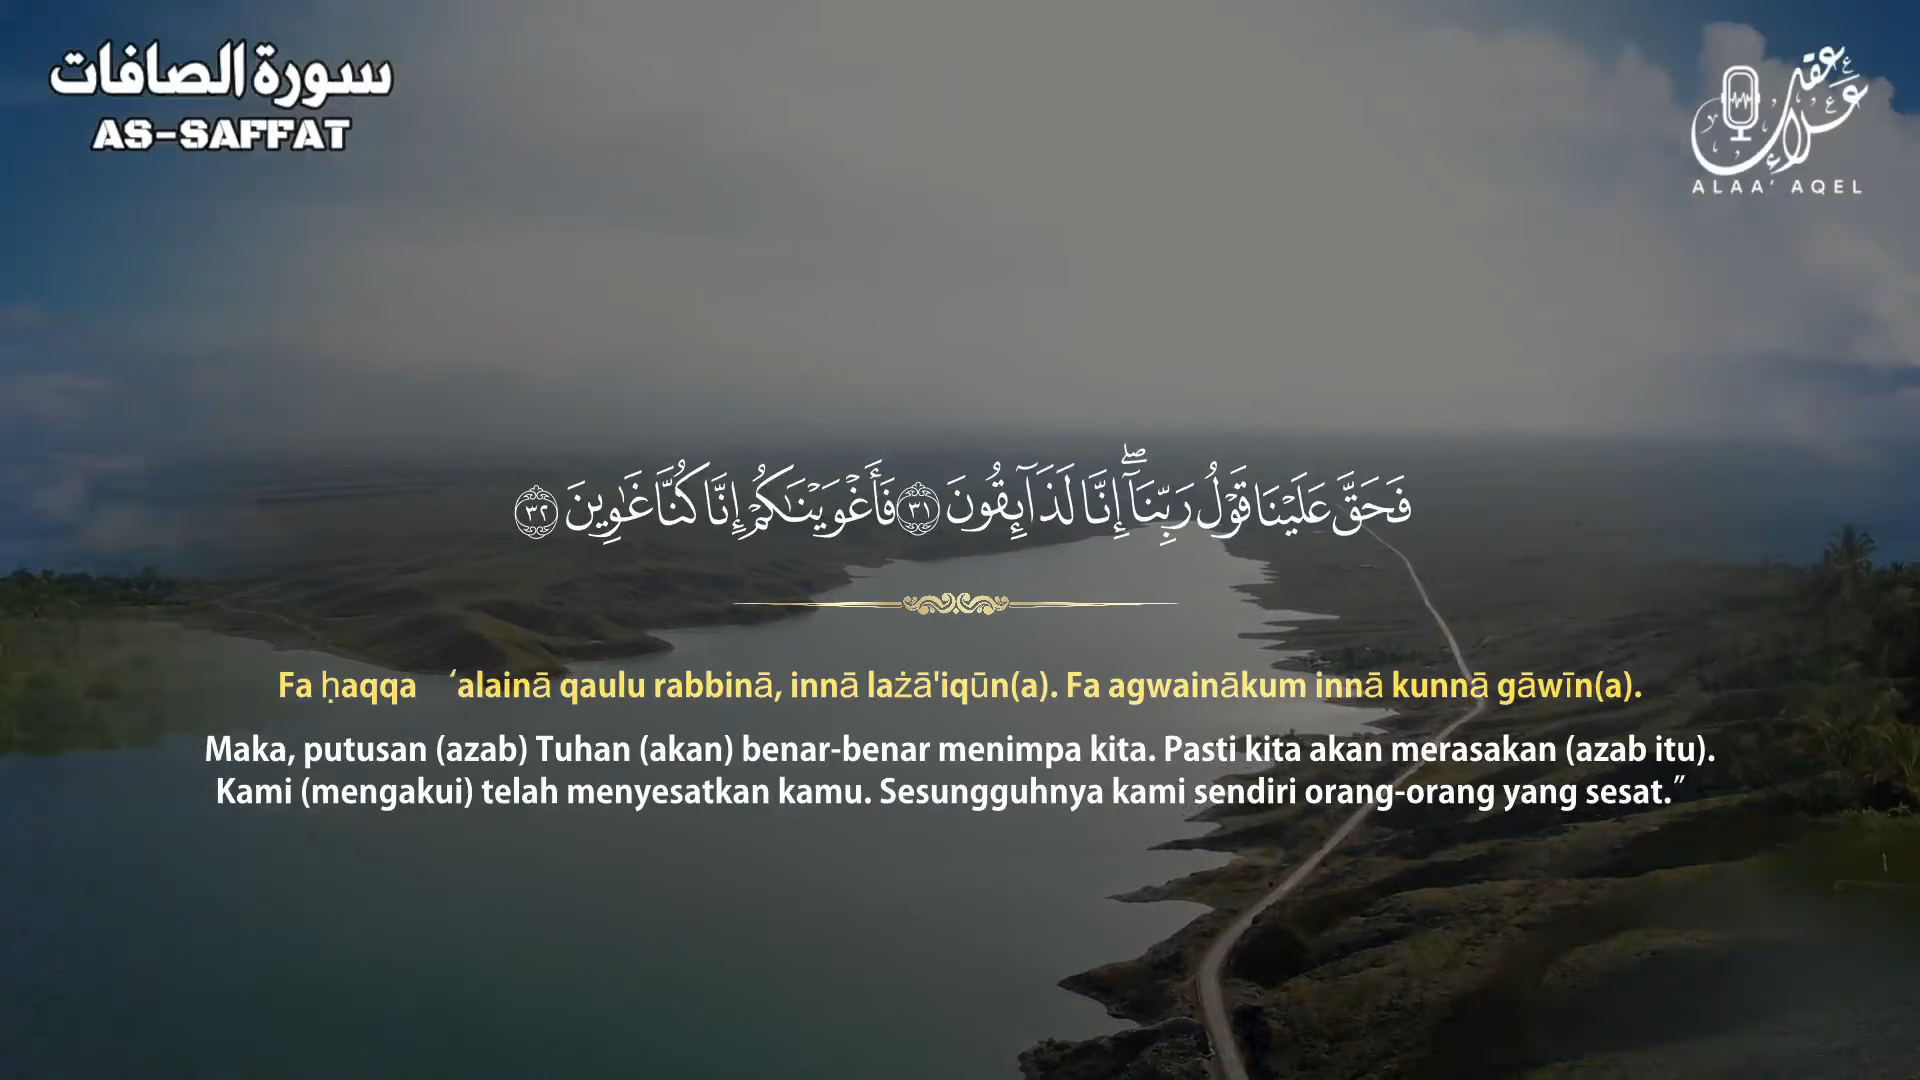 سورة الصافات
AS-SAFFAT
علاء عقل
ALAA' AQEL
فَحَقَّ عَلَيْنَا قَوْلُ رَبِّنَآ ۖ إِنَّا لَذَآئِقُونَ ٣١ فَأَغْوَيْنَٰكُمْ إِنَّا كُنَّا غَٰوِينَ ٣٢
Fa ḥaqqa ‘alainā qaulu rabbinā, innā lażā'iqūn(a). Fa agwainākum innā kunnā gāwīn(a).
Maka, putusan (azab) Tuhan (akan) benar-benar menimpa kita. Pasti kita akan merasakan (azab itu).
Kami (mengakui) telah menyesatkan kamu. Sesungguhnya kami sendiri orang-orang yang sesat.”